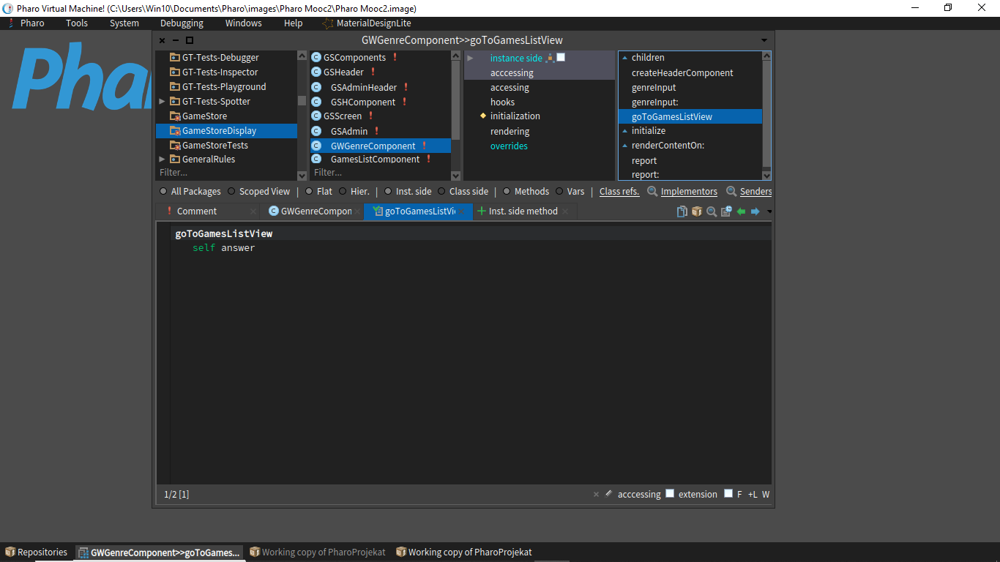 Pharo Virtual Machine! (C:\Users\Win10\Documents\Pharo\images\Pharo Mooc2\Pharo Mooc2.image)
Pharo Tools System Debugging Windows Help MaterialDesignLite
GWGenreComponent>>goToGamesListView
GT-Tests-Debugger
GT-Tests-Inspector
GT-Tests-Playground
GT-Tests-Spotter
GameStore
GameStoreDisplay
GameStoreTests
GeneralRules
Filter...
GSComponents
GSHeader
GSAdminHeader
GSHComponent
GSScreen
GSAdmin
GWGenreComponent
GamesListComponent
Filter...
instance side
acccessing
accessing
hooks
initialization
rendering
overrides
children
createHeaderComponent
genreInput
genreInput:
goToGamesListView
initialize
renderContentOn:
report
report:
All Packages Scoped View | Flat Hier. | Inst. side Class side | Methods Vars | Class refs. Implementors Senders
Comment GWGenreCompon goToGamesListVi Inst. side method
goToGamesListView
self answer
1/2 [1] acccessing extension F +L W
Repositories GWGenreComponent>>goToGames... Working copy of PharoProjekat Working copy of PharoProjekat